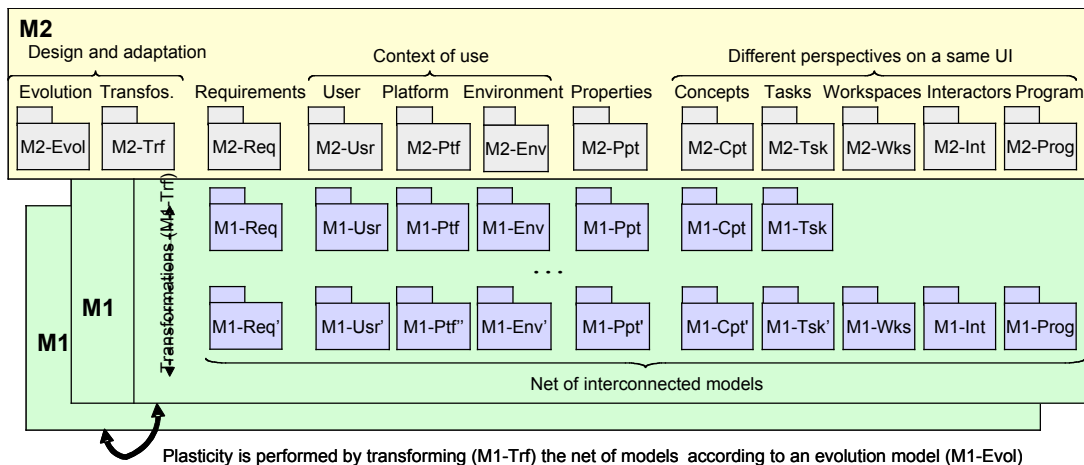 M2
Design and adaptation
Context of use
Different perspectives on a same UI
Evolution Transfos. Requirements User Platform Environment Properties Concepts Tasks Workspaces Interactors Program
M2-Evol M2-Trf M2-Req M2-Usr M2-Ptf M2-Env M2-Ppt M2-Cpt M2-Tsk M2-Wks M2-Int M2-Prog
M1-Req M1-Usr M1-Ptf M1-Env M1-Ppt M1-Cpt M1-Tsk
...
M1
M1
Transformations (M1-Trf)
M1-Req’ M1-Usr’ M1-Ptf’’ M1-Env’ M1-Ppt' M1-Cpt' M1-Tsk’ M1-Wks M1-Int M1-Prog
Net of interconnected models
Plasticity is performed by transforming (M1-Trf) the net of models according to an evolution model (M1-Evol)